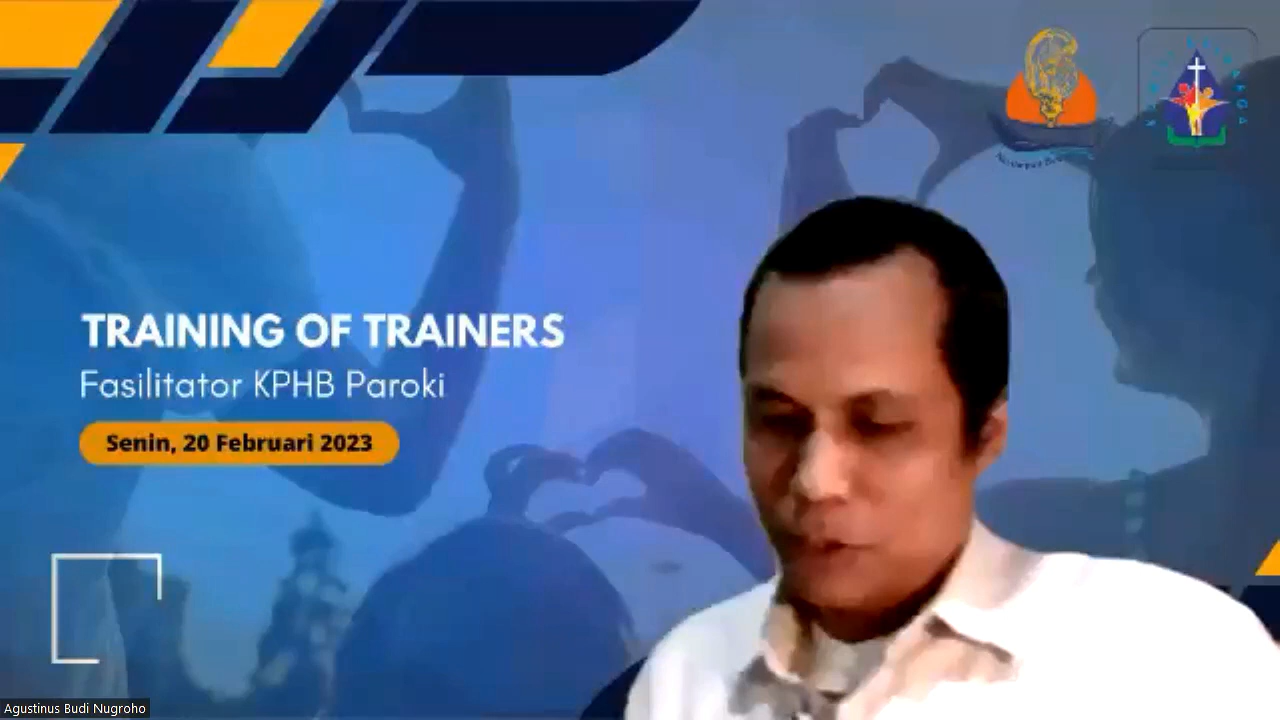 TRAINING OF TRAINERS
Fasilitator KPHB Paroki
Senin, 20 Februari 2023
Agustinus Budi Nugroho